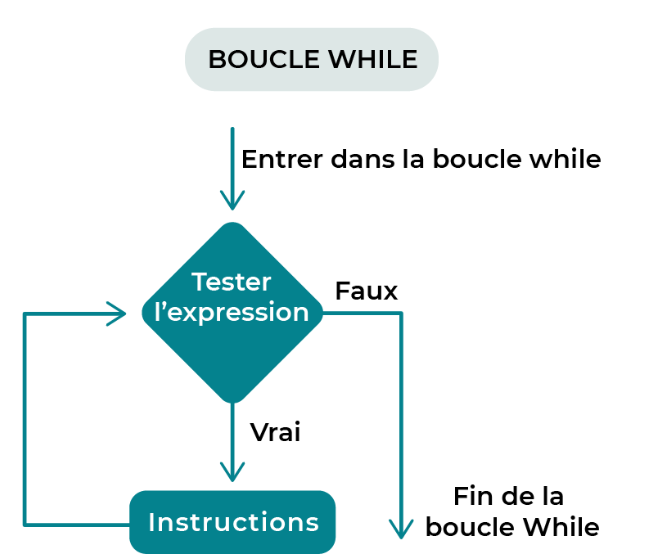 BOUCLE WHILE
Entrer dans la boucle while
Tester
l’expression
Faux
Vrai
Instructions
Fin de la
boucle While